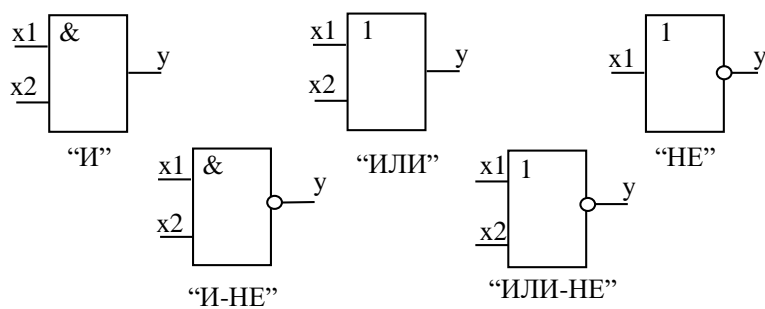 x1 & y
x2
“И”
x1 1 y
x2
“ИЛИ”
x1 1 y
“НЕ”
x1 & y
x2
“И-НЕ”
x1 1 y
x2
“ИЛИ-НЕ”